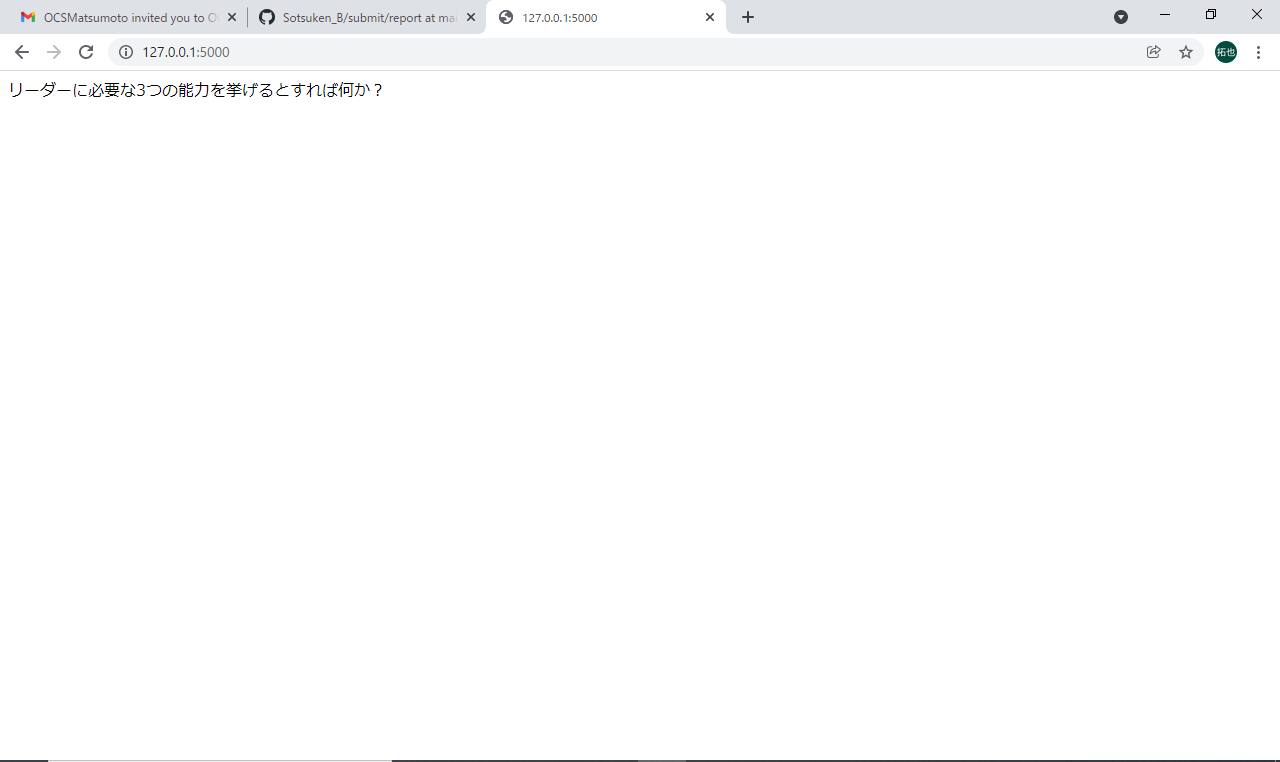 OCSMatsumoto invited you to O
Sotsuken_B/submit/report at mai
127.0.0.1:5000
127.0.0.1:5000
拓也
リーダーに必要な3つの能力を挙げるとすれば何か？